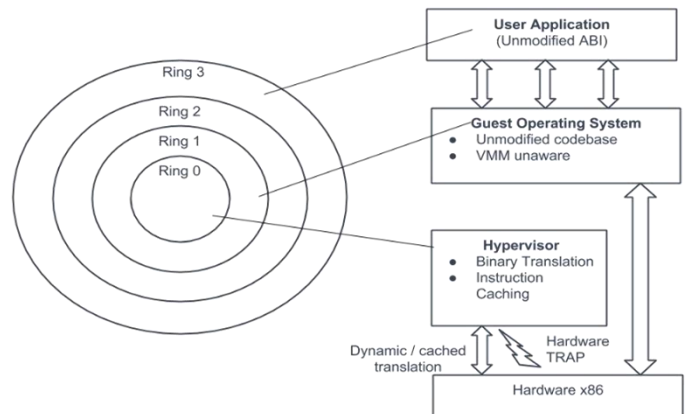 Ring 3
Ring 2
Ring 1
Ring 0
User Application
(Unmodified ABI)
Guest Operating System
● Unmodified codebase
● VMM unaware
Hypervisor
● Binary Translation
● Instruction
Caching
Dynamic / cached
translation
Hardware
TRAP
Hardware x86